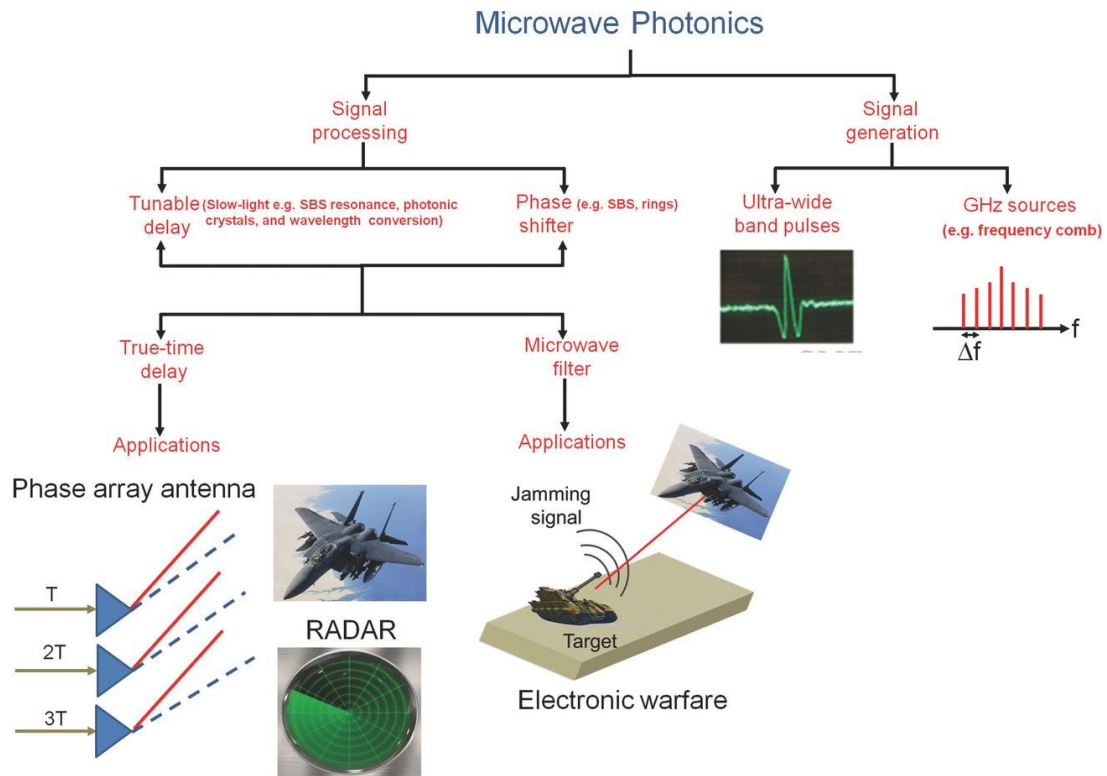 Microwave Photonics
Signal
processing
Signal
generation
Tunable (Slow-light e.g. SBS resonance, photonic
delay crystals, and wavelength conversion)
Phase (e.g. SBS, rings)
shifter
Ultra-wide
band pulses
GHz sources
(e.g. frequency comb)
f
Δf
True-time
delay
Microwave
filter
Applications
Applications
Phase array antenna
T
2T
3T
RADAR
Jamming
signal
Target
Electronic warfare